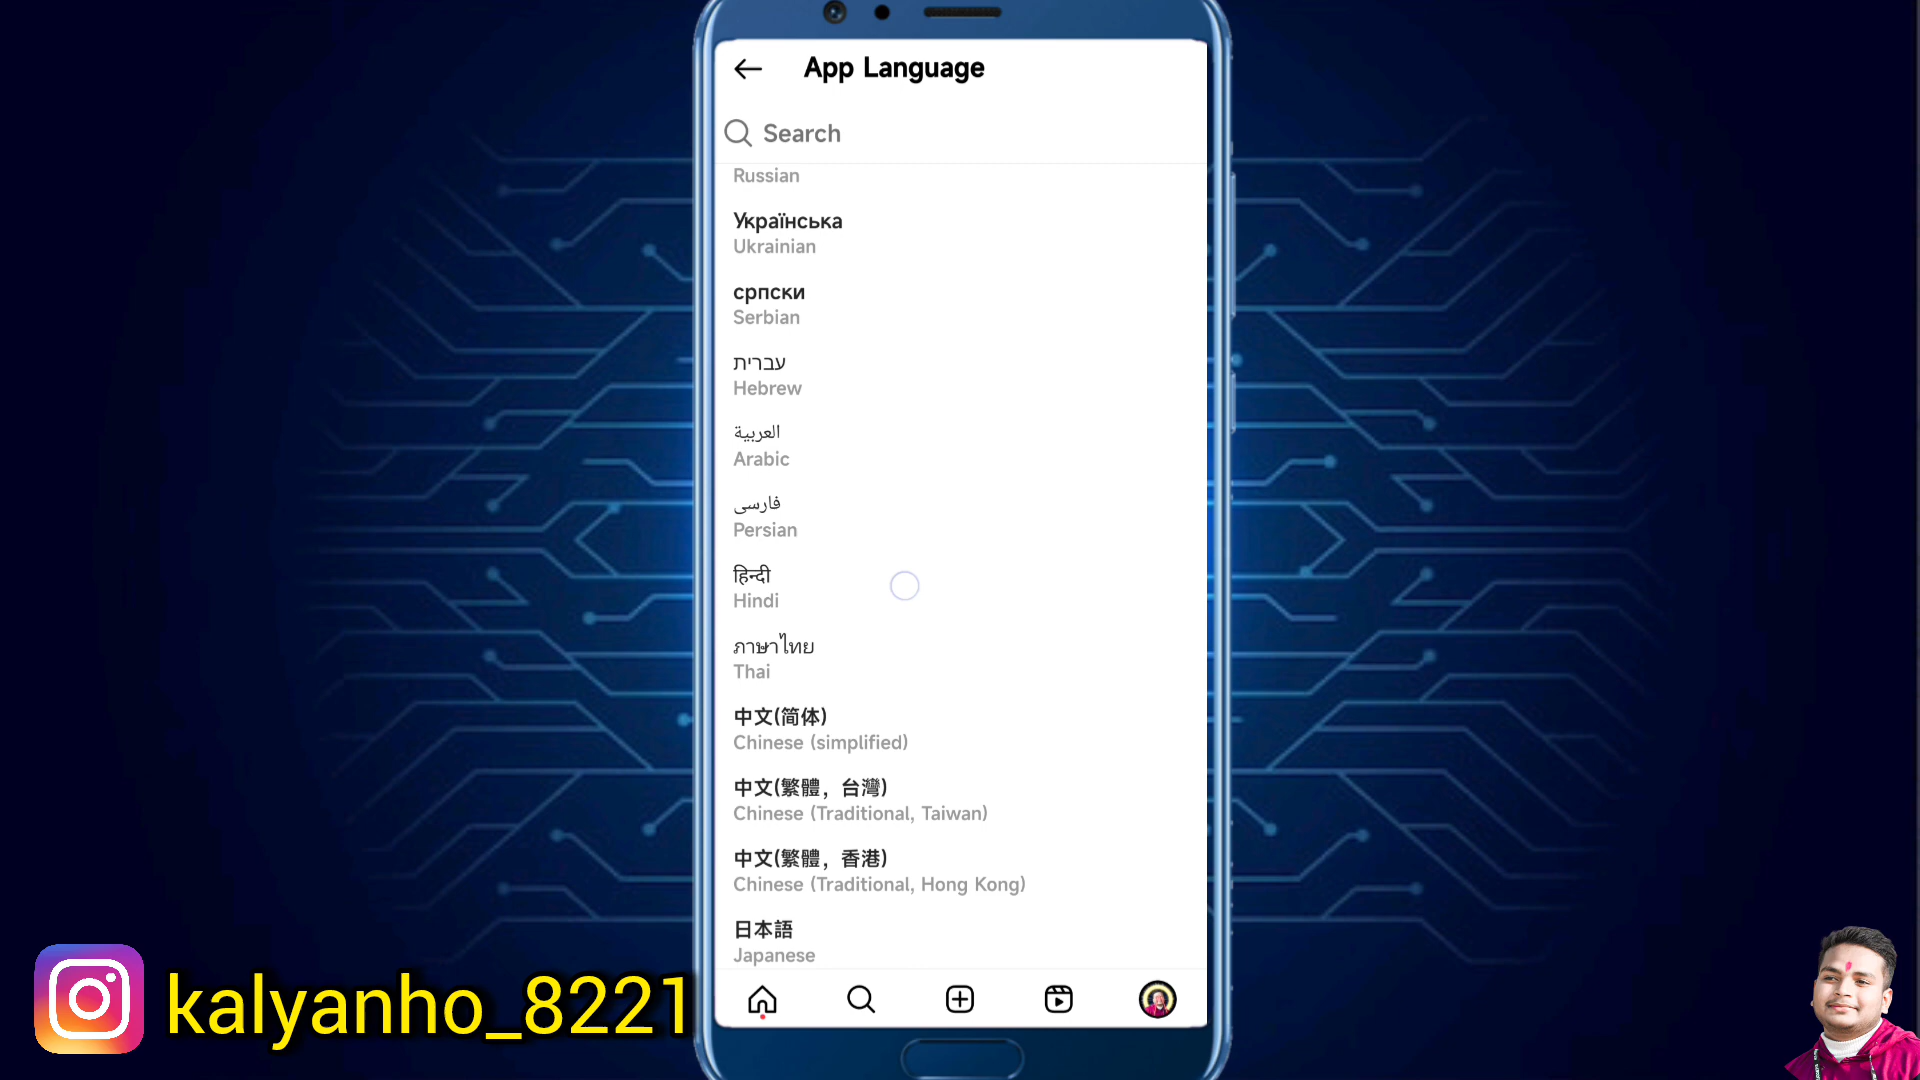 App Language
Search
Russian
Українська
Ukrainian
српски
Serbian
עברית
Hebrew
العربية
Arabic
فارسی
Persian
हिन्दी
Hindi
ภาษาไทย
Thai
中文(简体)
Chinese (simplified)
中文(繁體，台灣)
Chinese (Traditional, Taiwan)
中文(繁體，香港)
Chinese (Traditional, Hong Kong)
日本語
Japanese
kalyanho_8221